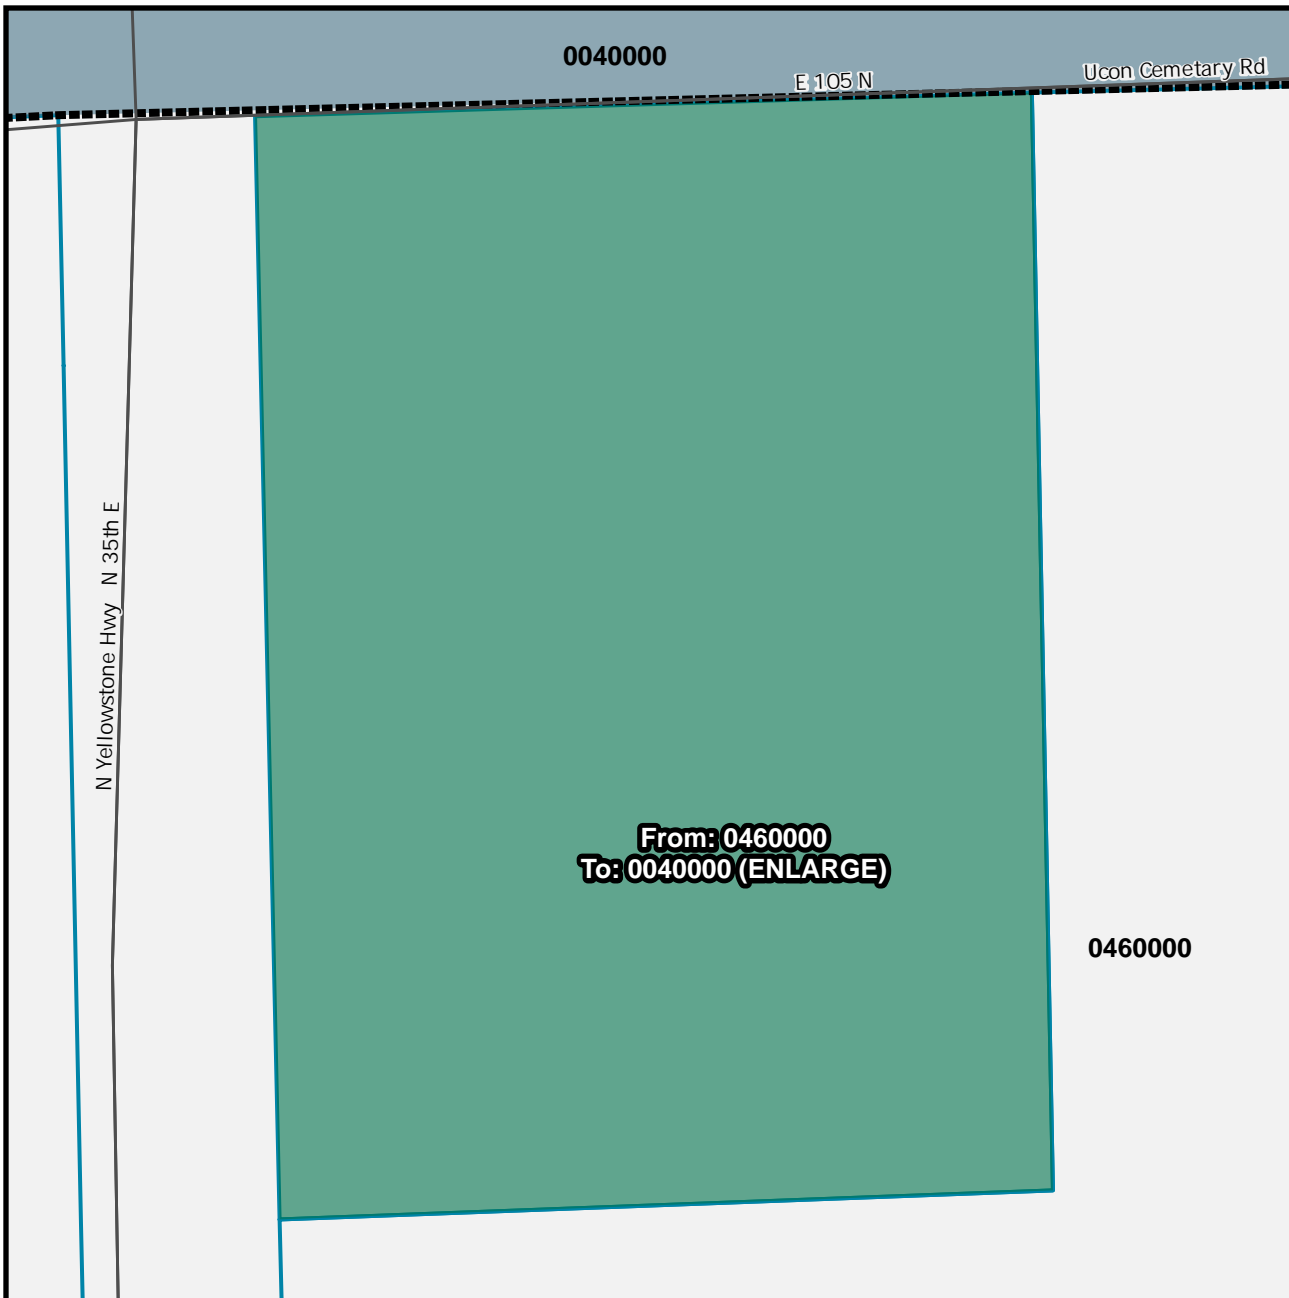 0040000
E 105 N
Ucon Cemetary Rd
N Yellowstone Hwy N 35th E
From: 0460000
To: 0040000 (ENLARGE)
0460000